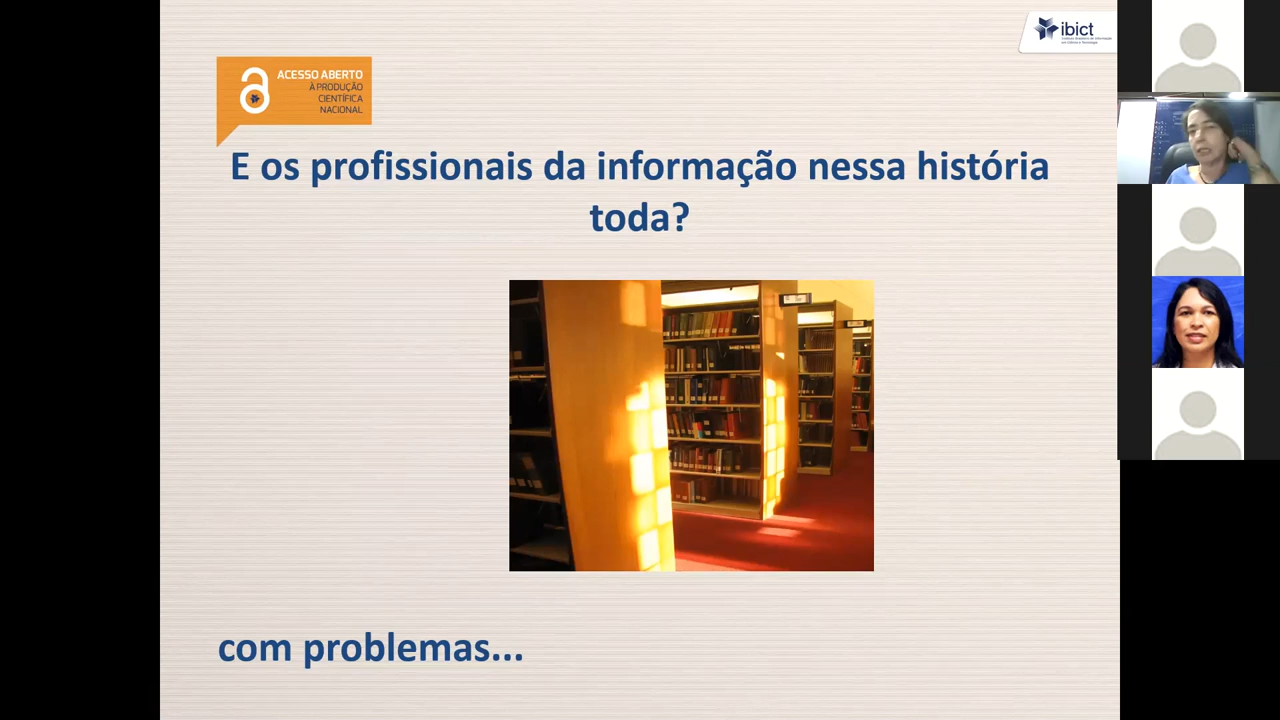 ibict
ACESSO ABERTO
À PRODUÇÃO
CIENTÍFICA
NACIONAL
E os profissionais da informação nessa história
toda?
com problemas...